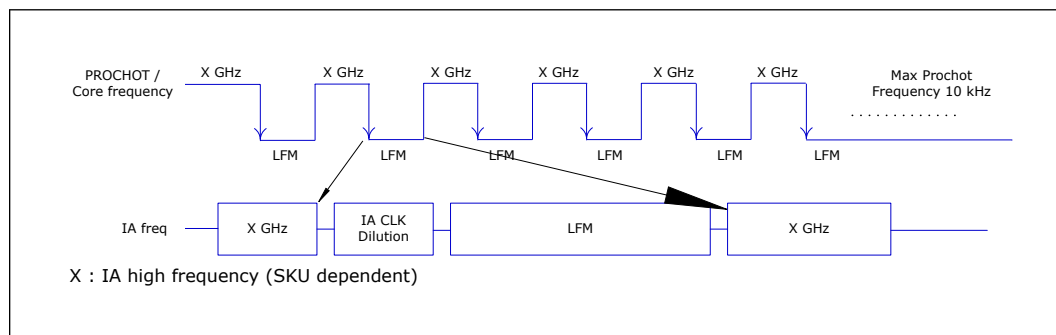 PROCHOT /
Core frequency
X GHz
X GHz
X GHz
X GHz
X GHz
X GHz
Max Prochot
Frequency 10 kHz
. . . . . . . . . . . . .
LFM
LFM
LFM
LFM
LFM
LFM
IA freq
X GHz
IA CLK
Dilution
LFM
X GHz
X : IA high frequency (SKU dependent)